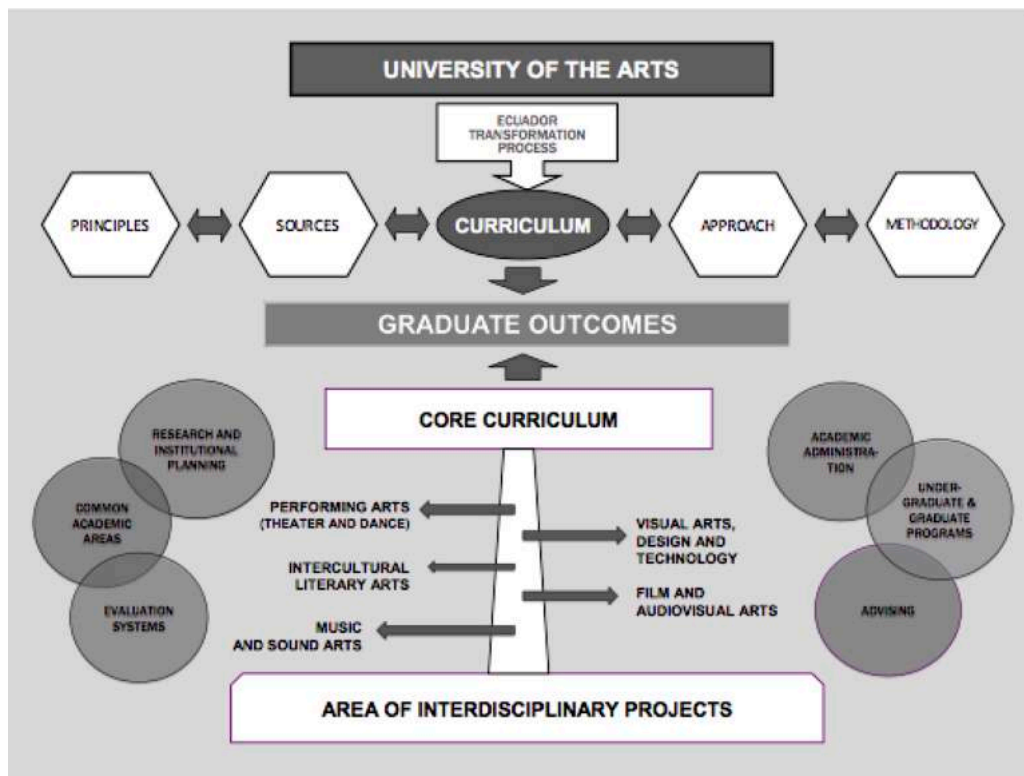 UNIVERSITY OF THE ARTS
ECUADOR
TRANSFORMATION
PROCESS
PRINCIPLES
SOURCES
CURRICULUM
APPROACH
METHODOLOGY
GRADUATE OUTCOMES
CORE CURRICULUM
RESEARCH AND
INSTITUTIONAL
PLANNING
COMMON
ACADEMIC
AREAS
EVALUATION
SYSTEMS
PERFORMING ARTS
(THEATER AND DANCE)
INTERCULTURAL
LITERARY ARTS
MUSIC
AND SOUND ARTS
VISUAL ARTS,
DESIGN AND
TECHNOLOGY
FILM AND
AUDIOVISUAL ARTS
ACADEMIC
ADMINISTRA-
TION
UNDER-
GRADUATE &
GRADUATE
PROGRAMS
ADVISING
AREA OF INTERDISCIPLINARY PROJECTS